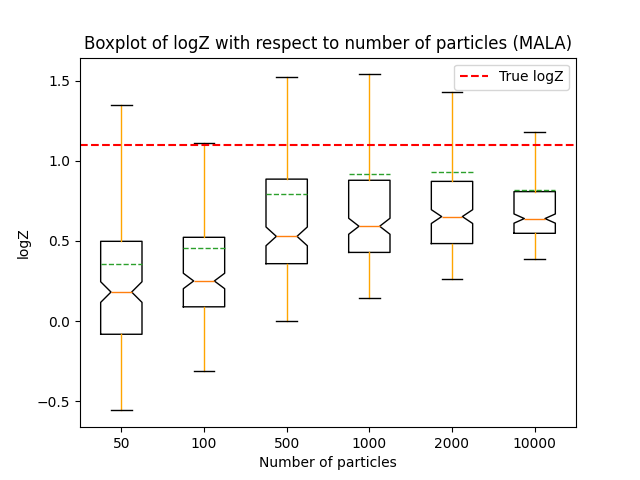 Boxplot of logZ with respect to number of particles (MALA)
True logZ
1.5
1.0
0.5
0.0
−0.5
logZ
50 100 500 1000 2000 10000
Number of particles